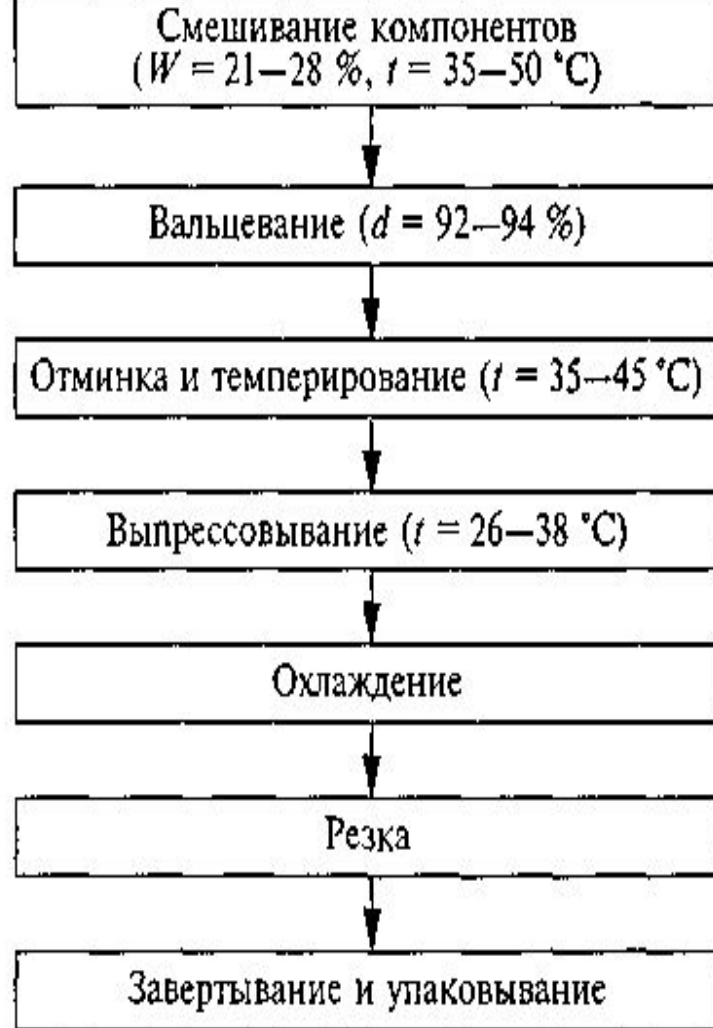 Смешивание компонентов
(W = 21–28 %, t = 35–50 °C)
Вальцевание (d = 92–94 %)
Отминка и темперирование (t = 35–45 °C)
Выпрессовывание (t = 26–38 °C)
Охлаждение
Резка
Завертывание и упаковывание